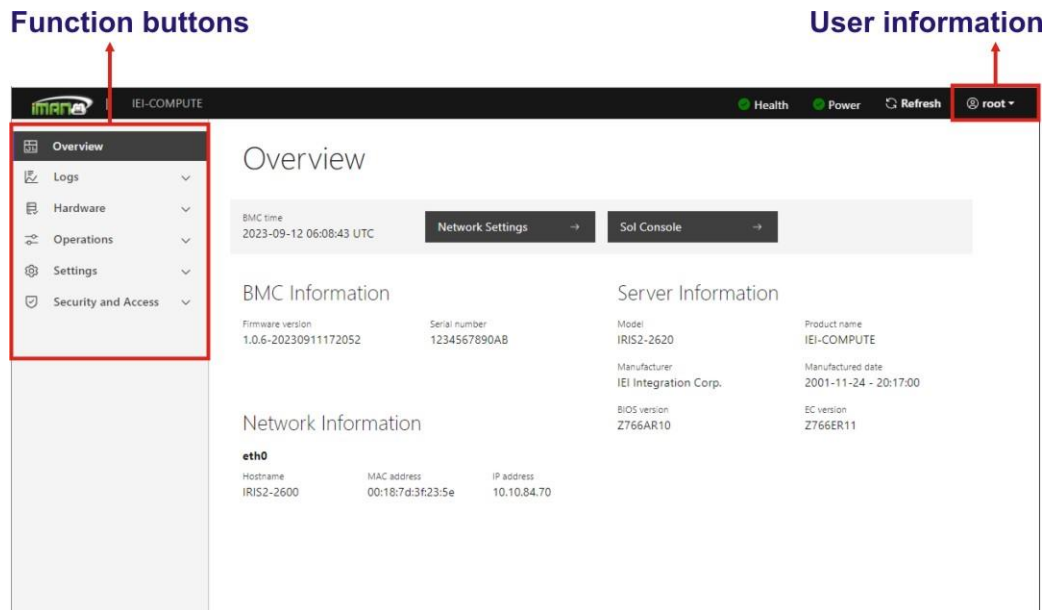 Function buttons
User information
iMAN
IEI-COMPUTE
Health
Power
Refresh
root
Overview
Logs
Hardware
Operations
Settings
Security and Access
Overview
BMC time
2023-09-12 06:08:43 UTC
Network Settings
Sol Console
BMC Information
Firmware version
1.0.6-20230911172052
Serial number
1234567890AB
Server Information
Model
IRIS2-2620
Product name
IEI-COMPUTE
Manufacturer
IEI Integration Corp.
Manufactured date
2001-11-24 - 20:17:00
BIOS version
Z766AR10
EC version
Z766ER11
Network Information
eth0
Hostname
IRIS2-2600
MAC address
00:18:7d:3f:23:5e
IP address
10.10.84.70